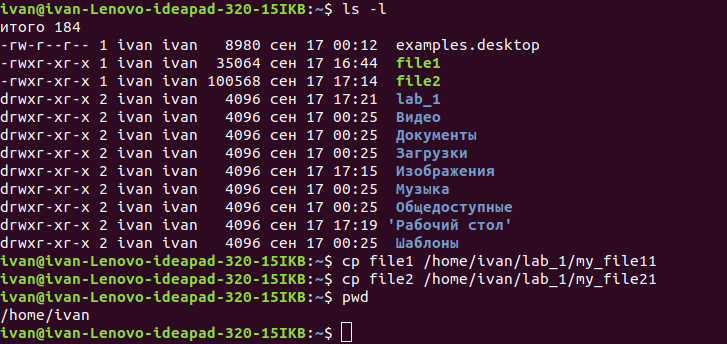 ivan@ivan-Lenovo-ideapad-320-15IKB:~$ ls -l
итого 184
-rw-r--r-- 1 ivan ivan   8980 сен 17 00:12  examples.desktop
-rwxr-xr-x 1 ivan ivan  35064 сен 17 16:44  file1
-rwxr-xr-x 1 ivan ivan 100568 сен 17 17:14  file2
drwxr-xr-x 2 ivan ivan   4096 сен 17 17:21  lab_1
drwxr-xr-x 2 ivan ivan   4096 сен 17 00:25  Видео
drwxr-xr-x 2 ivan ivan   4096 сен 17 00:25  Документы
drwxr-xr-x 2 ivan ivan   4096 сен 17 00:25  Загрузки
drwxr-xr-x 2 ivan ivan   4096 сен 17 17:15  Изображения
drwxr-xr-x 2 ivan ivan   4096 сен 17 00:25  Музыка
drwxr-xr-x 2 ivan ivan   4096 сен 17 00:25  Общедоступные
drwxr-xr-x 2 ivan ivan   4096 сен 17 17:19 'Рабочий стол'
drwxr-xr-x 2 ivan ivan   4096 сен 17 00:25  Шаблоны
ivan@ivan-Lenovo-ideapad-320-15IKB:~$ cp file1 /home/ivan/lab_1/my_file11
ivan@ivan-Lenovo-ideapad-320-15IKB:~$ cp file2 /home/ivan/lab_1/my_file21
ivan@ivan-Lenovo-ideapad-320-15IKB:~$ pwd
/home/ivan
ivan@ivan-Lenovo-ideapad-320-15IKB:~$